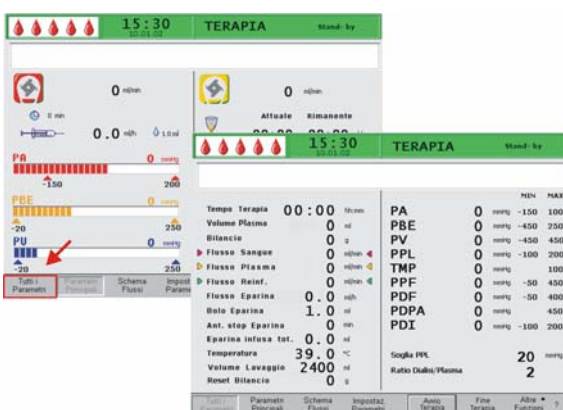 15:30
10.01.02
TERAPIA
Stand-by
0 ml/min
0 ml/min
0 min
Attuale Rimanente
0.0 ml/h
1.0 ml
PA 0 mmHg
-150 200
PBE 0 mmHg
-20 250
PU 0 mmHg
-20 250
Tutti i Parametri
Parametri Principali
Schema Flussi
15:30
10.01.02
TERAPIA
Stand-by
MIN MAX
Tempo Terapia 00:00 hh:mm
Volume Plasma 0 ml
Bilancio 0 g
Flusso Sangue 0 ml/min
Flusso Plasma 0 ml/min
Flusso Reinf. 0 ml/min
Flusso Eparina 0.0 ml/h
Bolo Eparina 1.0 ml
Ant. stop Eparina 0 min
Eparina infusa tot. 0.0 ml
Temperatura 39.0 °C
Volume Lavaggio 2400 ml
Reset Bilancio 0 g
PA 0 mmHg -150 100
PBE 0 mmHg -450 250
PV 0 mmHg -450 450
PPL 0 mmHg -100 200
TMP 0 mmHg 100
PPF 0 mmHg -50 450
PDF 0 mmHg -50 400
PDPA 0 mmHg 450
PDI 0 mmHg -100 200
Soglia PPL 20 mmHg
Ratio Dialisi/Plasma 2
Tutti i Parametri
Parametri Principali
Schema Flussi
Impostaz. Parametri
Avvio Terapia
Fine Terapia
Altre Funzioni
?